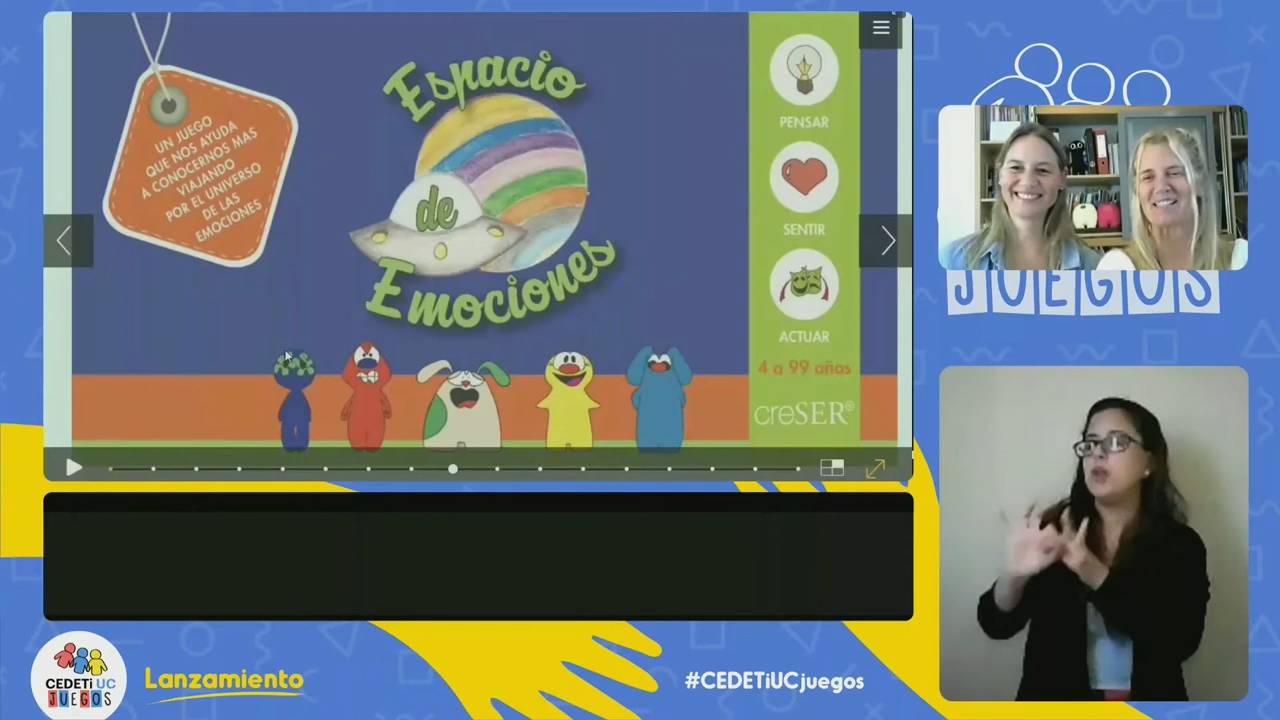 UN JUEGO
QUE NOS AYUDA
A CONOCERNOS MAS
VIAJANDO
POR EL UNIVERSO
DE LAS
EMOCIONES
Espacio
de
Emociones
PENSAR
SENTIR
ACTUAR
4 a 99 años
creSER®
JUEGOS
CEDETi UC
JUEGOS
Lanzamiento
#CEDETiUCjuegos